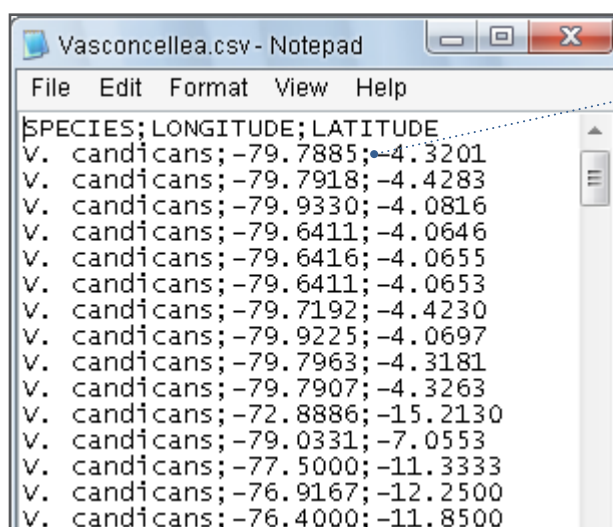 Vasconcellea.csv - Notepad
File Edit Format View Help
SPECIES;LONGITUDE;LATITUDE
V. candicans;-79.7885;-4.3201
V. candicans;-79.7918;-4.4283
V. candicans;-79.9330;-4.0816
V. candicans;-79.6411;-4.0646
V. candicans;-79.6416;-4.0655
V. candicans;-79.6411;-4.0653
V. candicans;-79.7192;-4.4230
V. candicans;-79.9225;-4.0697
V. candicans;-79.7963;-4.3181
V. candicans;-79.7907;-4.3263
V. candicans;-72.8886;-15.2130
V. candicans;-79.0331;-7.0553
V. candicans;-77.5000;-11.3333
V. candicans;-76.9167;-12.2500
V. candicans;-76.4000;-11.8500